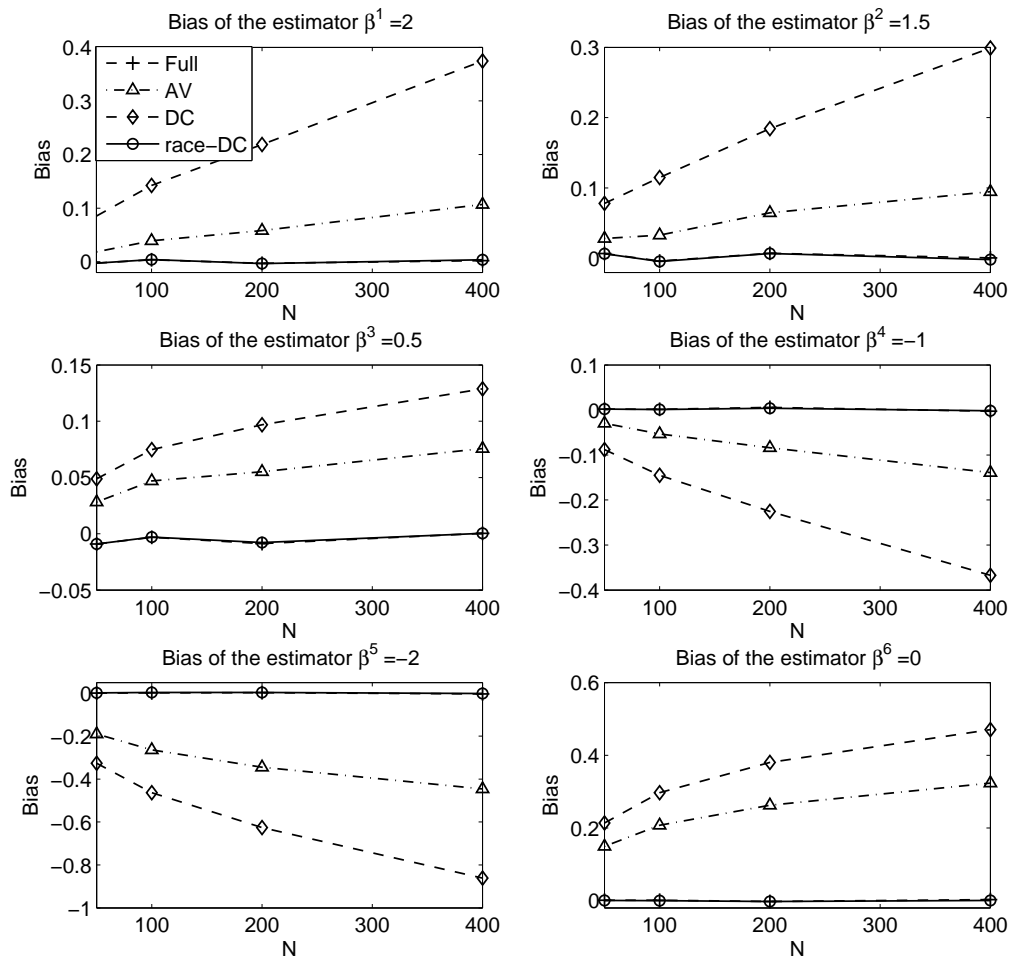 Bias of the estimator β¹ =2
0.4
0.3
0.2
0.1
0
Bias
Full
AV
DC
race−DC
100
200
300
400
N
Bias of the estimator β² =1.5
0.3
0.2
0.1
0
Bias
100
200
300
400
N
Bias of the estimator β³ =0.5
0.15
0.1
0.05
0
−0.05
Bias
100
200
300
400
N
Bias of the estimator β⁴ =−1
0.1
0
−0.1
−0.2
−0.3
−0.4
Bias
100
200
300
400
N
Bias of the estimator β⁵ =−2
0
−0.2
−0.4
−0.6
−0.8
−1
Bias
100
200
300
400
N
Bias of the estimator β⁶ =0
0.6
0.4
0.2
0
Bias
100
200
300
400
N